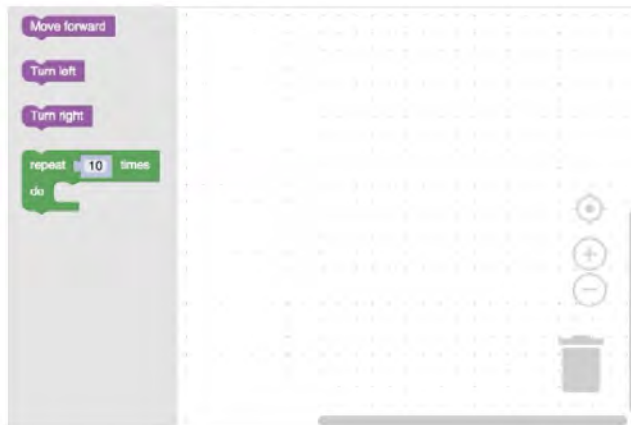 Move forward
Turn left
Turn right
repeat 10 times
do